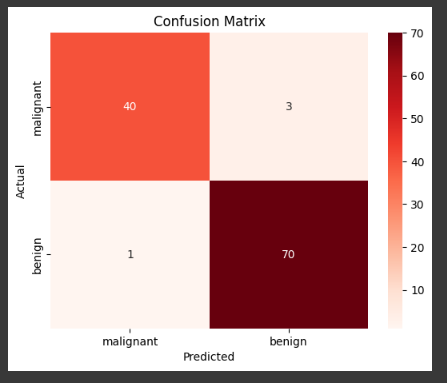 Confusion Matrix
malignant
benign
Actual
40
3
1
70
malignant
benign
Predicted
70
60
50
40
30
20
10